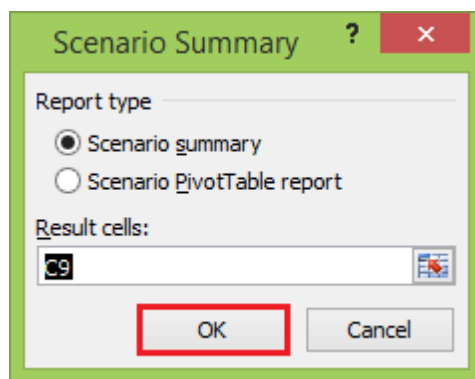 Scenario Summary ? ×
Report type
Scenario summary
Scenario PivotTable report
Result cells:
C9
OK Cancel